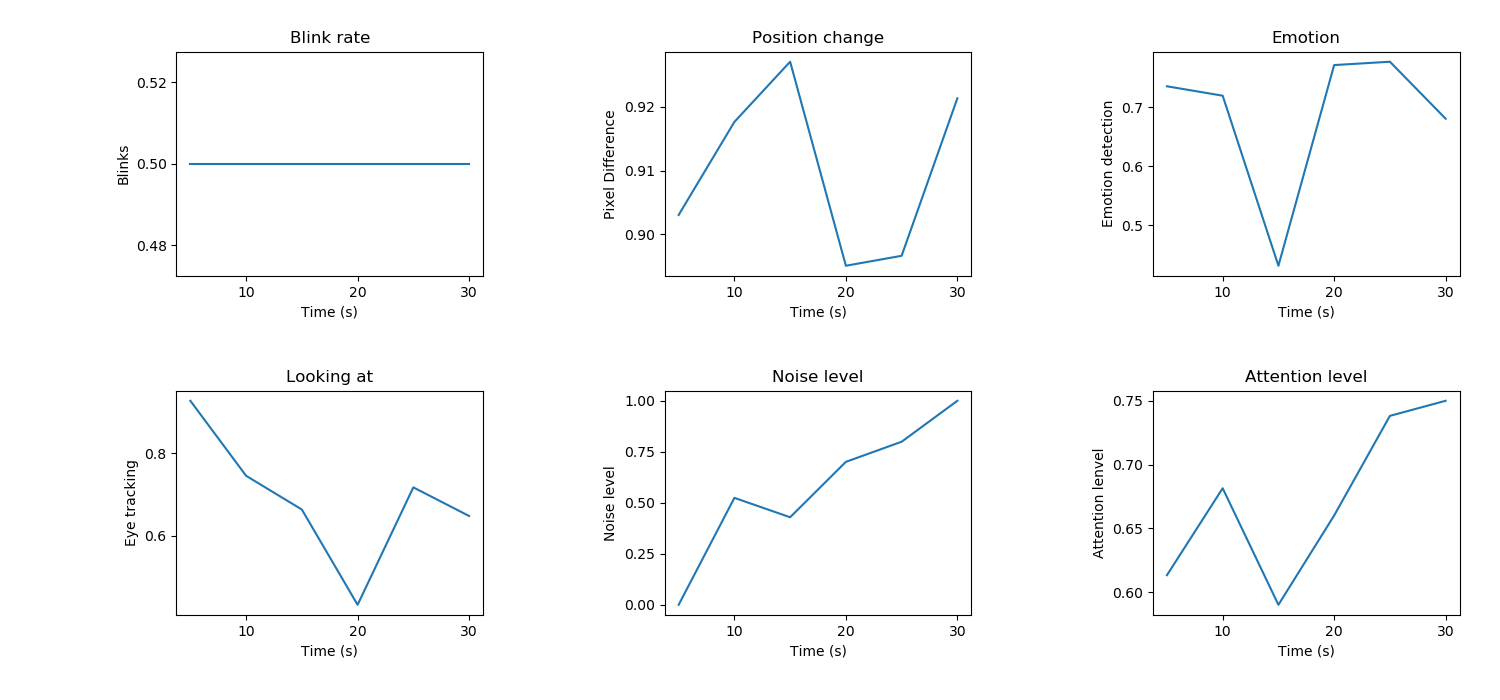 Blink rate
Position change
Emotion
0.52
0.50
0.48
Blinks
10 20 30
Time (s)
0.92
0.91
0.90
Pixel Difference
10 20 30
Time (s)
0.7
0.6
0.5
Emotion detection
10 20 30
Time (s)
Looking at
Noise level
Attention level
0.8
0.6
Eye tracking
10 20 30
Time (s)
1.00
0.75
0.50
0.25
0.00
Noise level
10 20 30
Time (s)
0.75
0.70
0.65
0.60
Attention lenvel
10 20 30
Time (s)